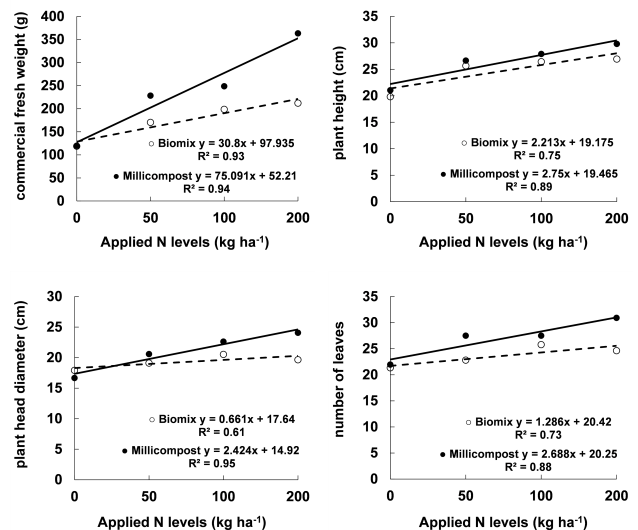 commercial fresh weight (g)
400
350
300
250
200
150
100
50
0
Biomix y = 30.8x + 97.935
R² = 0.93
Millicompost y = 75.091x + 52.21
R² = 0.94
0 50 100 200
Applied N levels (kg ha⁻¹)
plant height (cm)
35
30
25
20
15
10
5
0
Biomix y = 2.213x + 19.175
R² = 0.75
Millicompost y = 2.75x + 19.465
R² = 0.89
0 50 100 200
Applied N levels (kg ha⁻¹)
plant head diameter (cm)
35
30
25
20
15
10
5
0
Biomix y = 0.661x + 17.64
R² = 0.61
Millicompost y = 2.424x + 14.92
R² = 0.95
0 50 100 200
Applied N levels (kg ha⁻¹)
number of leaves
35
30
25
20
15
10
5
0
Biomix y = 1.286x + 20.42
R² = 0.73
Millicompost y = 2.688x + 20.25
R² = 0.88
0 50 100 200
Applied N levels (kg ha⁻¹)